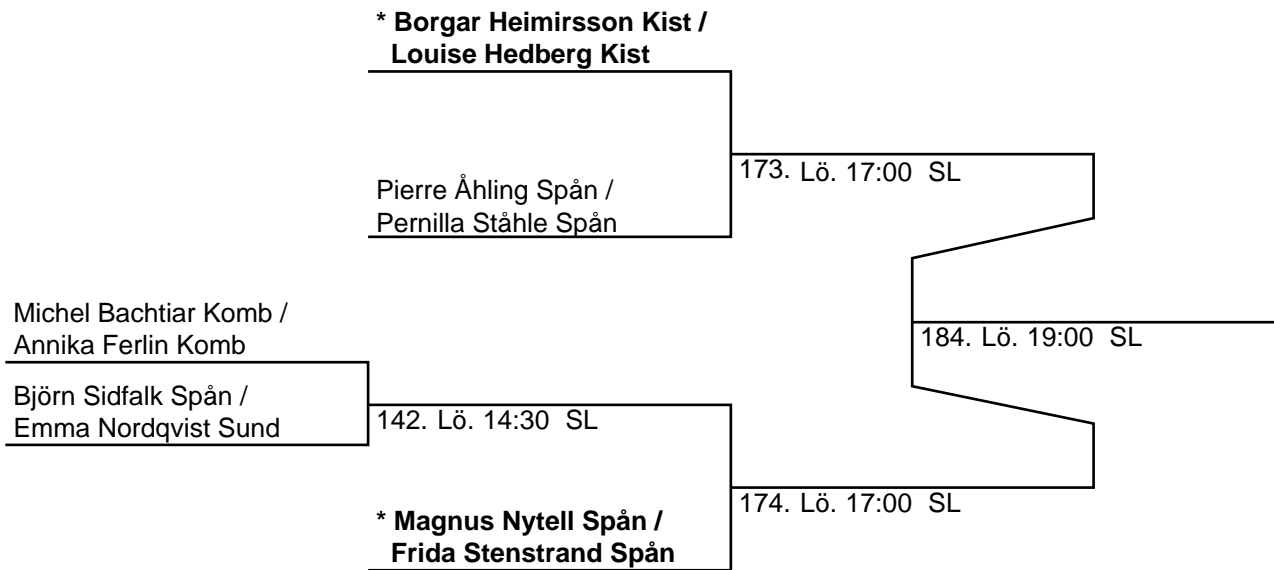 * Borgar Heimirsson Kist /
Louise Hedberg Kist
173. Lö. 17:00 SL
Pierre Åhling Spån /
Pernilla Ståhle Spån
Michel Bachtiar Komb /
Annika Ferlin Komb
184. Lö. 19:00 SL
Björn Sidfalk Spån /
Emma Nordqvist Sund
142. Lö. 14:30 SL
174. Lö. 17:00 SL
* Magnus Nytell Spån /
Frida Stenstrand Spån